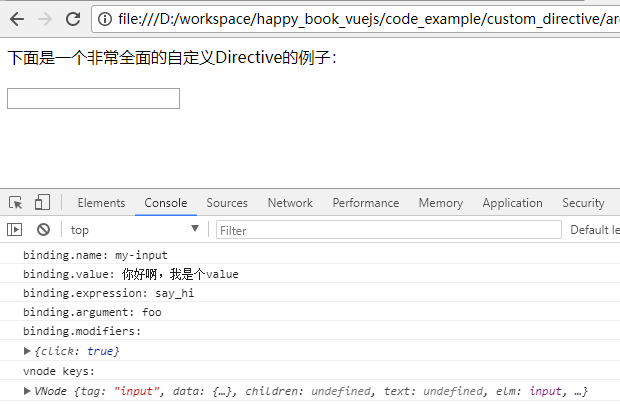 file:///D:/workspace/happy_book_vuejs/code_example/custom_directive/ar
下面是一个非常全面的自定义Directive的例子：
Elements Console Sources Network Performance Memory Application Security
top Filter Default le
binding.name: my-input
binding.value: 你好啊，我是个value
binding.expression: say_hi
binding.argument: foo
binding.modifiers:
{click: true}
vnode keys:
VNode {tag: "input", data: {…}, children: undefined, text: undefined, elm: input, …}